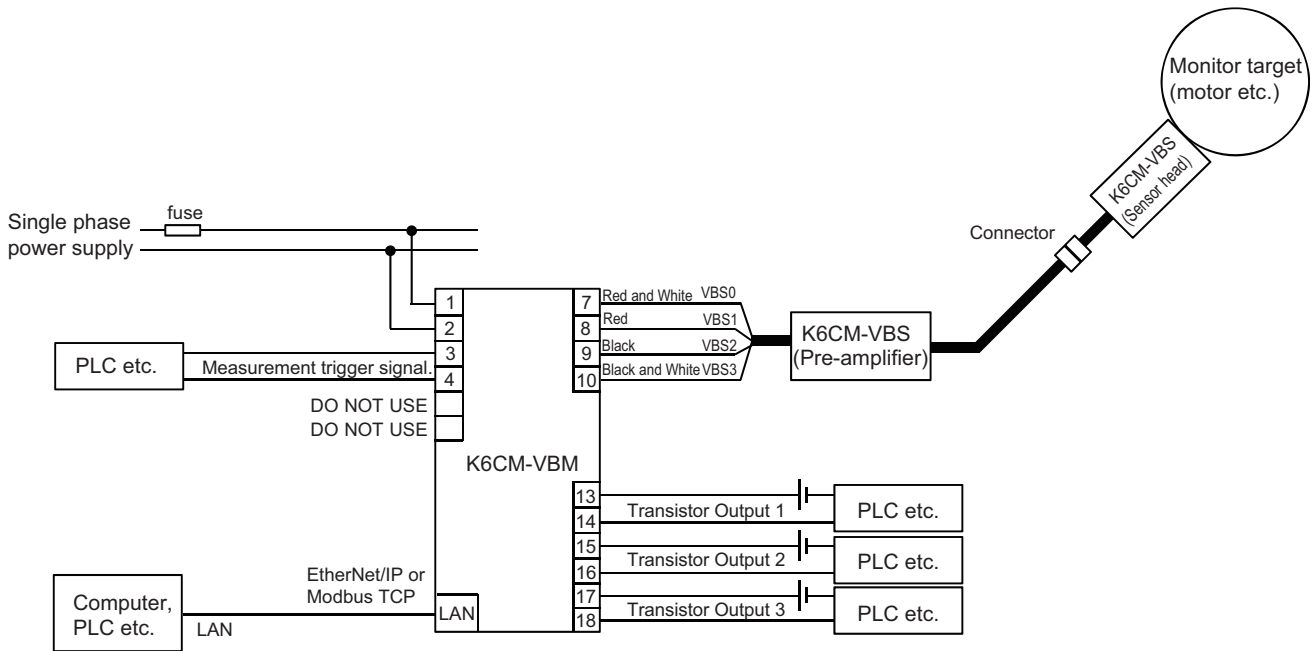 Monitor target
(motor etc.)
K6CM-VBS
(Sensor head)
Connector
Single phase
power supply
fuse
1
2
3
4
PLC etc.
Measurement trigger signal.
DO NOT USE
DO NOT USE
K6CM-VBM
7
8
9
10
Red and White VBS0
Red VBS1
Black VBS2
Black and White VBS3
K6CM-VBS
(Pre-amplifier)
13
14
15
16
17
18
Transistor Output 1
PLC etc.
Transistor Output 2
PLC etc.
Transistor Output 3
PLC etc.
EtherNet/IP or
Modbus TCP
LAN
LAN
Computer,
PLC etc.